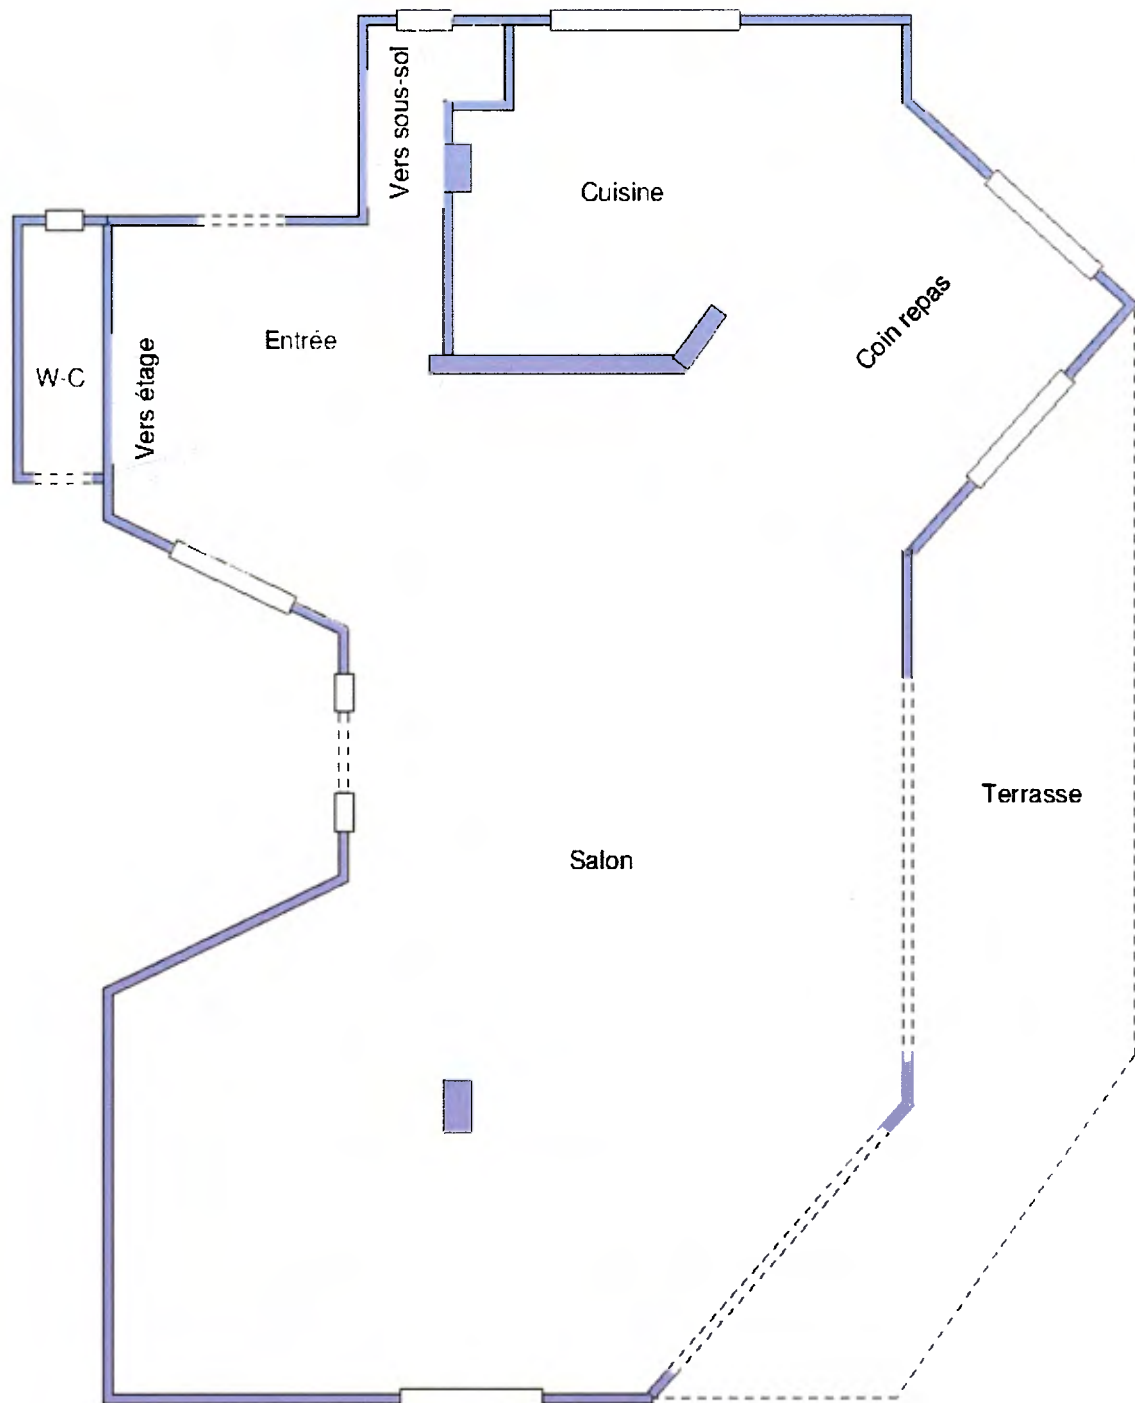 Vers sous-sol
Cuisine
Entrée
Coin repas
W-C
Vers étage
Terrasse
Salon